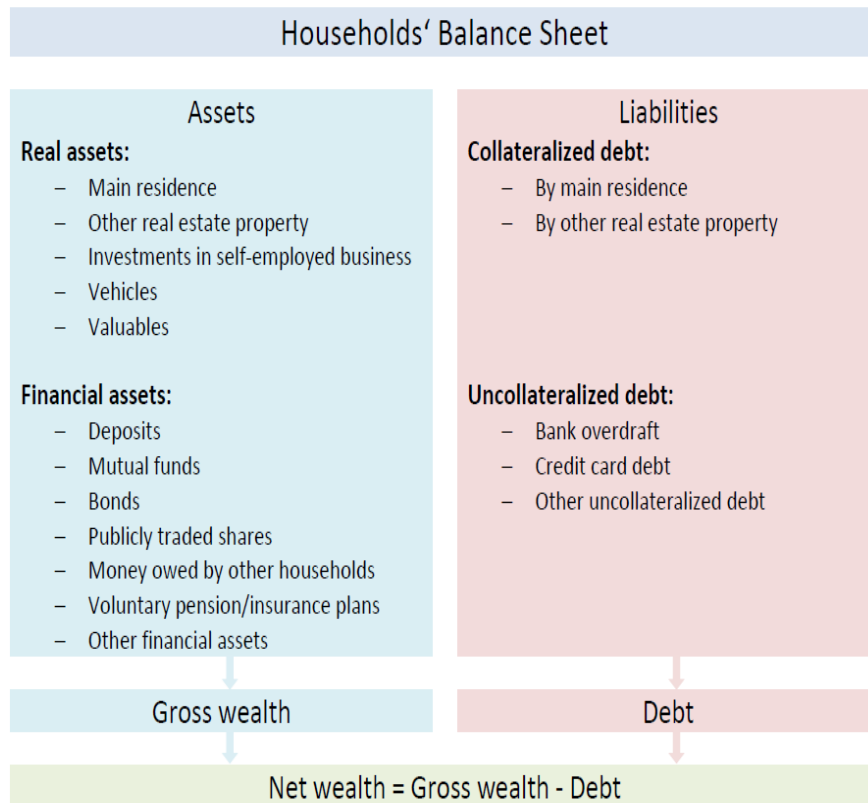 Households‘ Balance Sheet
Assets
Real assets:
– Main residence
– Other real estate property
– Investments in self-employed business
– Vehicles
– Valuables
Financial assets:
– Deposits
– Mutual funds
– Bonds
– Publicly traded shares
– Money owed by other households
– Voluntary pension/insurance plans
– Other financial assets
Liabilities
Collateralized debt:
– By main residence
– By other real estate property
Uncollateralized debt:
– Bank overdraft
– Credit card debt
– Other uncollateralized debt
Gross wealth
Debt
Net wealth = Gross wealth - Debt